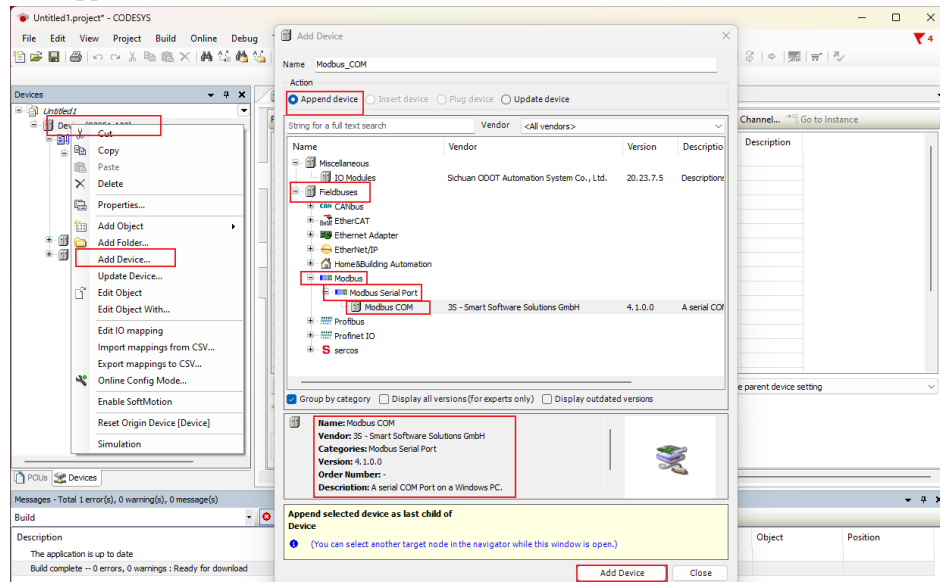 Untitled1.project* - CODESYS
File Edit View Project Build Online Debug
4
Devices
Untitled1
Cut
Copy
Paste
Delete
Properties...
Add Object
Add Folder...
Add Device...
Update Device...
Edit Object
Edit Object With...
Edit IO mapping
Import mappings from CSV...
Export mappings to CSV...
Online Config Mode...
Enable SoftMotion
Reset Origin Device [Device]
Simulation
POUs Devices
Add Device
Name Modbus_COM
Action
Append device Insert device Plug device Update device
String for a full text search Vendor <All vendors>
Name Vendor Version Descriptio
Miscellaneous
IO Modules Sichuan ODOT Automation System Co., Ltd. 20.23.7.5 Descriptions
Fieldbuses
CAN CANbus
EtherCAT
Ethernet Adapter
EtherNet/IP
Home&Building Automation
Modbus
Modbus Serial Port
Modbus COM 3S - Smart Software Solutions GmbH 4.1.0.0 A serial COM
Profibus
Profinet IO
S sercos
Group by category Display all versions (for experts only) Display outdated versions
Name: Modbus COM
Vendor: 3S - Smart Software Solutions GmbH
Categories: Modbus Serial Port
Version: 4.1.0.0
Order Number: -
Description: A serial COM Port on a Windows PC.
Append selected device as last child of
Device
(You can select another target node in the navigator while this window is open.)
Add Device Close
Channel... Go to Instance
Description
e parent device setting
Messages - Total 1 error(s), 0 warning(s), 0 message(s)
Build
Description Object Position
The application is up to date
Build complete -- 0 errors, 0 warnings : Ready for download